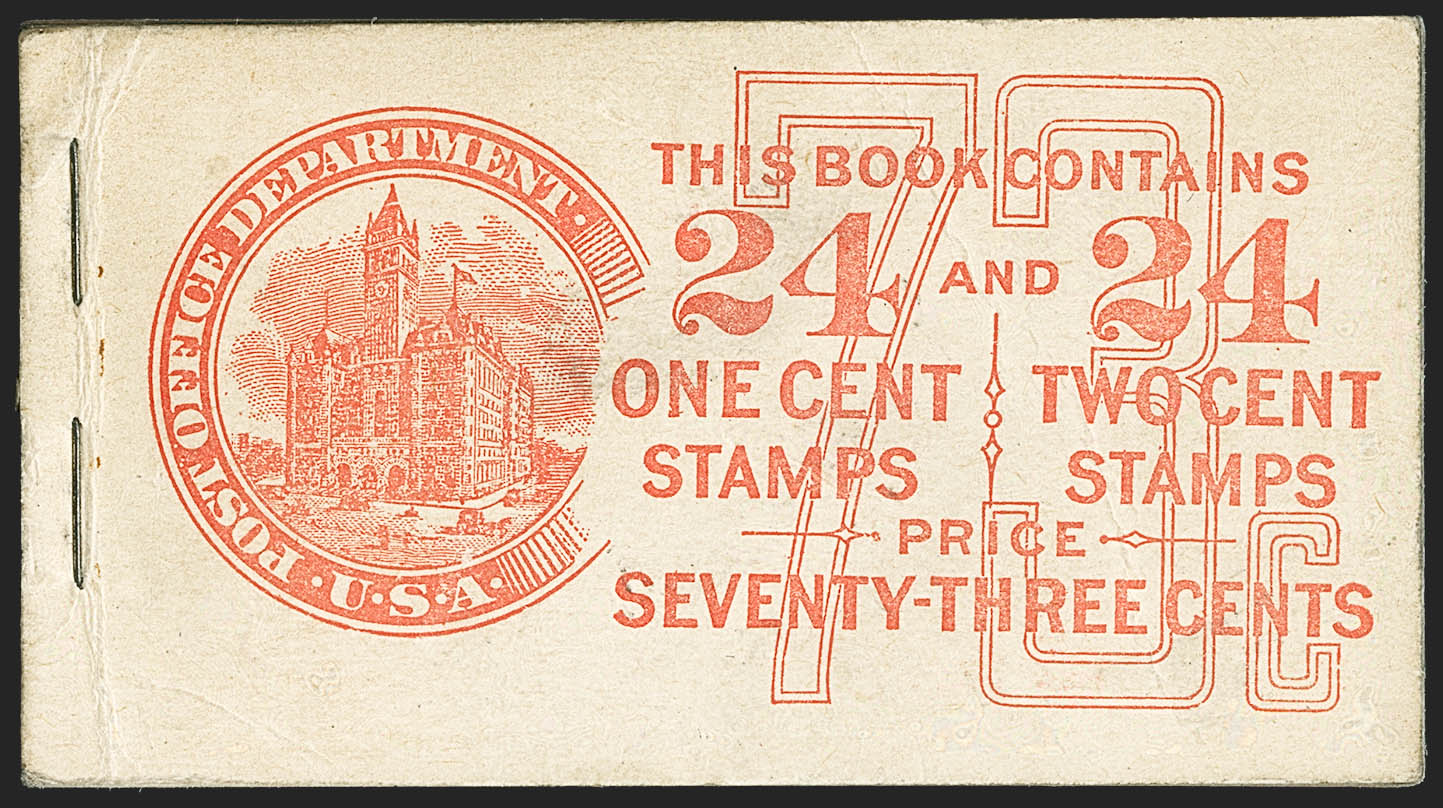 POST OFFICE DEPARTMENT.
U·S·A·
THIS BOOK CONTAINS
24 AND 24
ONE CENT TWO CENT
STAMPS STAMPS
PRICE
SEVENTY-THREE CENTS
73c